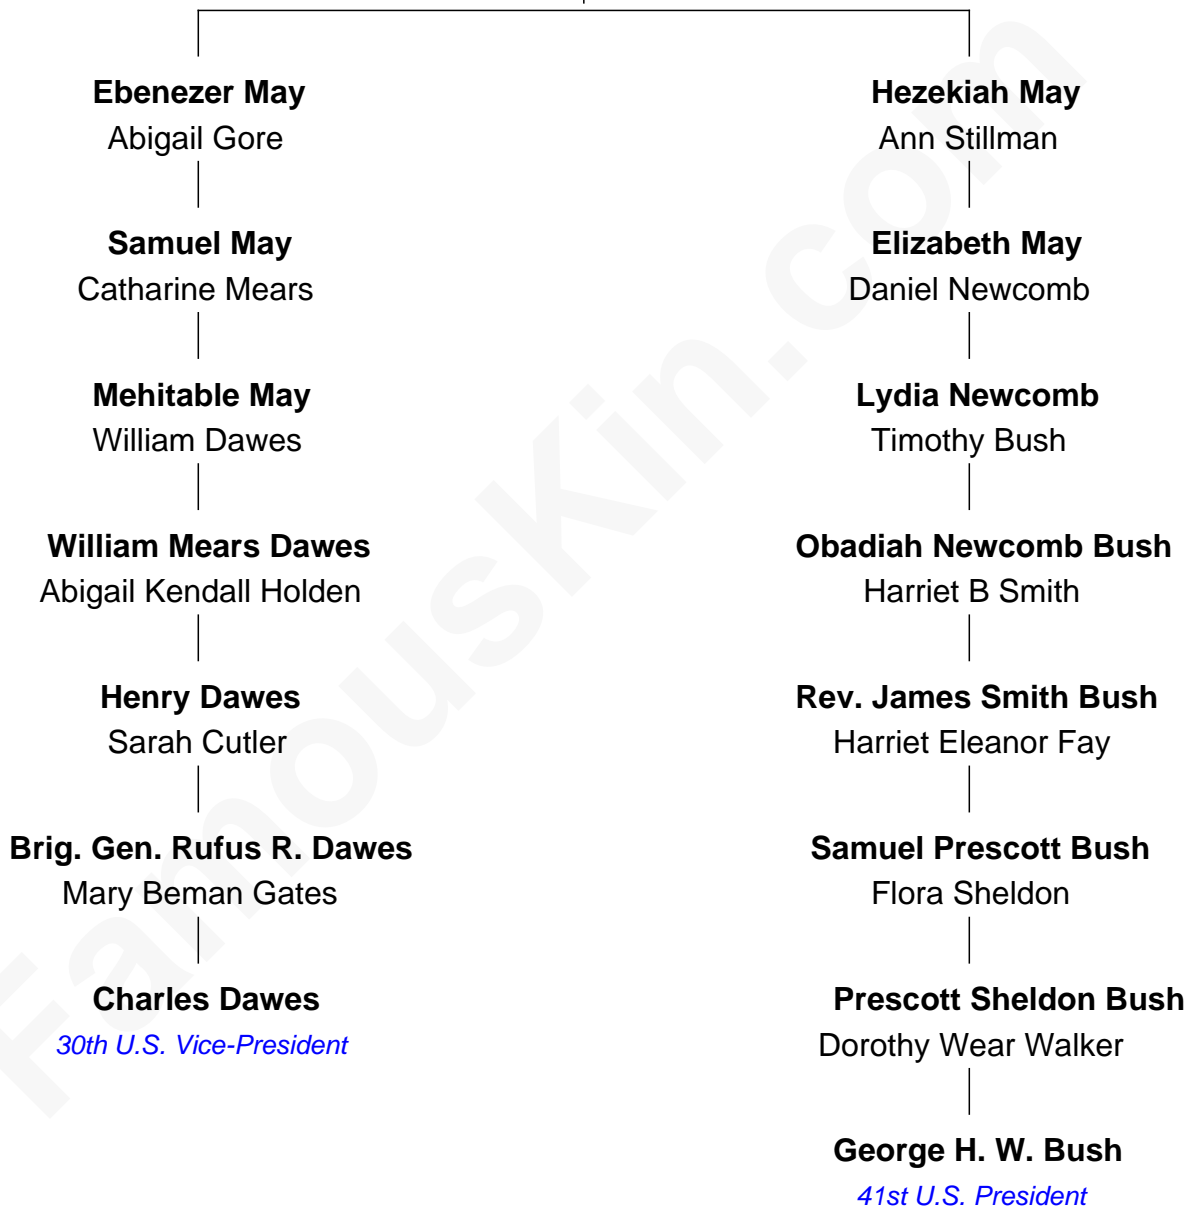 Ebenezer May
Abigail Gore
Samuel May
Catharine Mears
Mehitable May
William Dawes
William Mears Dawes
Abigail Kendall Holden
Henry Dawes
Sarah Cutler
Brig. Gen. Rufus R. Dawes
Mary Beman Gates
Charles Dawes
30th U.S. Vice-President
Hezekiah May
Ann Stillman
Elizabeth May
Daniel Newcomb
Lydia Newcomb
Timothy Bush
Obadiah Newcomb Bush
Harriet B Smith
Rev. James Smith Bush
Harriet Eleanor Fay
Samuel Prescott Bush
Flora Sheldon
Prescott Sheldon Bush
Dorothy Wear Walker
George H. W. Bush
41st U.S. President
FamousKin.com